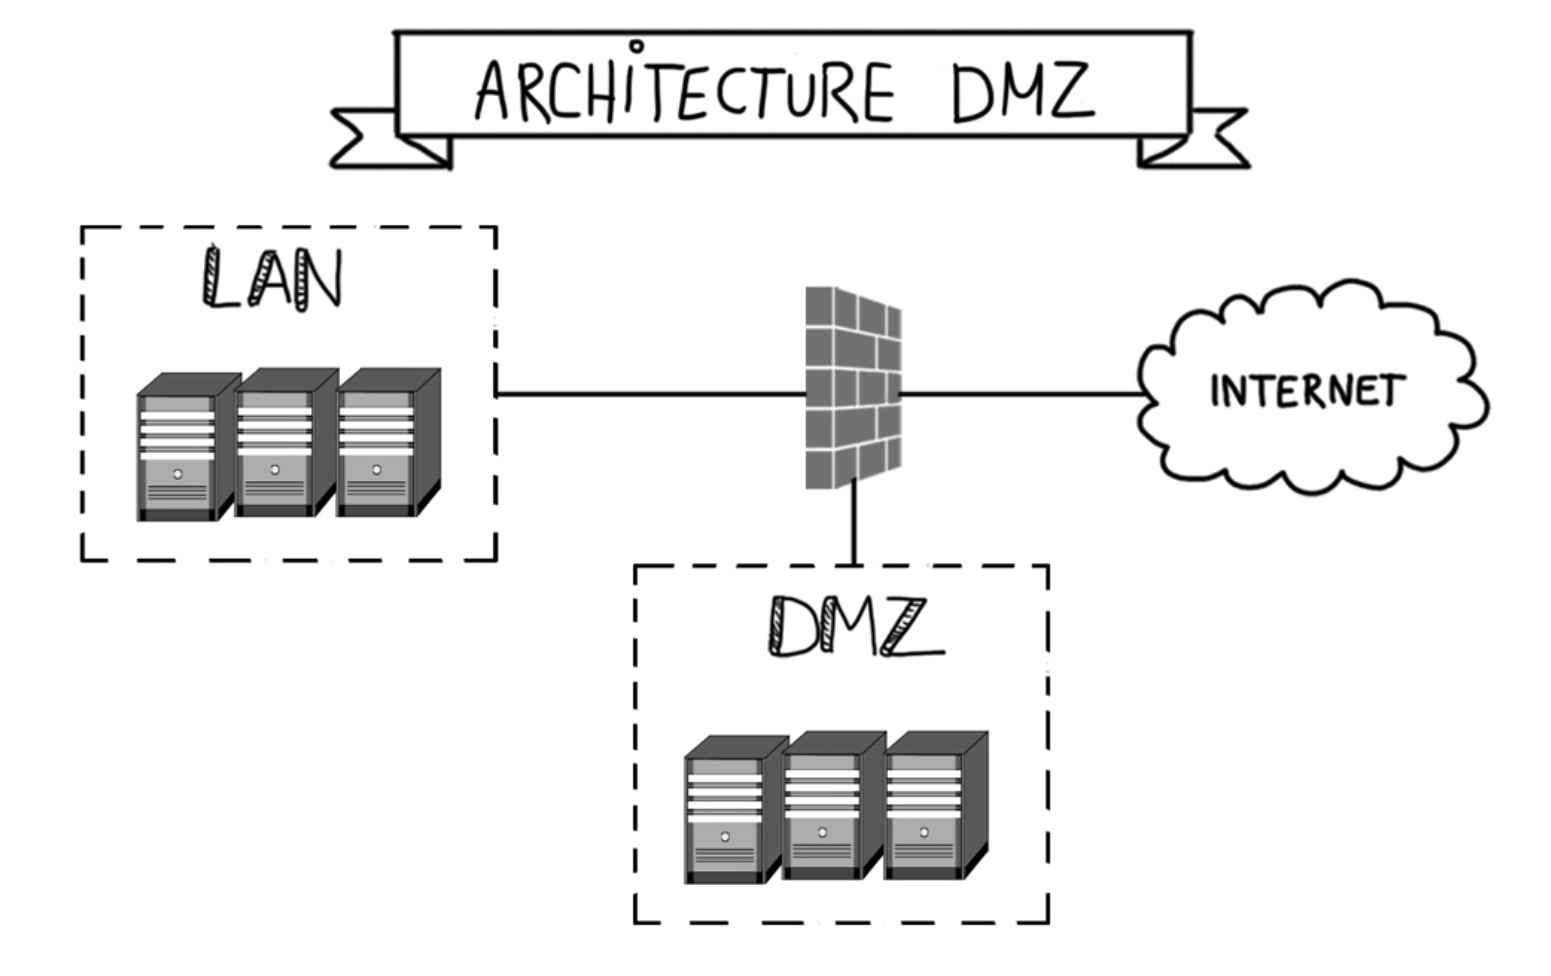 ARCHiTECTURE DMZ
LAN
INTERNET
DMZ